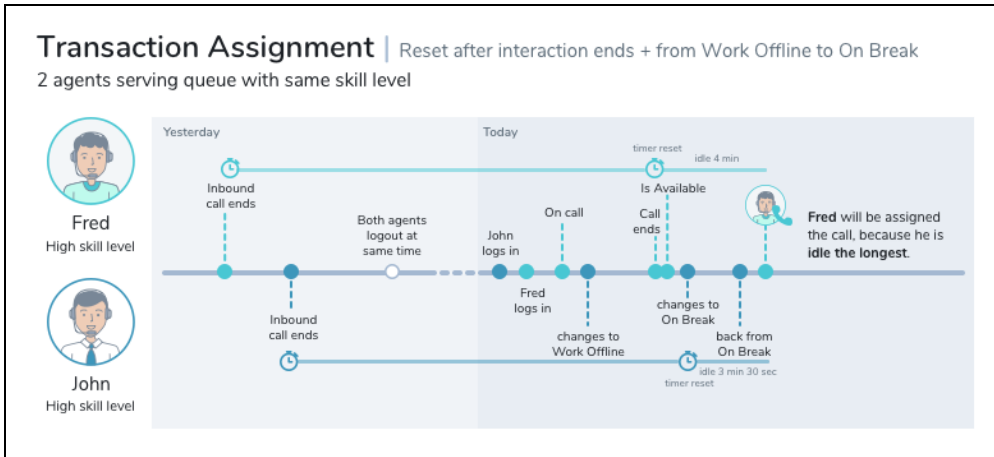 Transaction Assignment | Reset after interaction ends + from Work Offline to On Break
2 agents serving queue with same skill level
Yesterday
Today
timer reset
idle 4 min
Inbound
call ends
Is Available
Fred
High skill level
Both agents
logout at
same time
John
logs in
On call
Call
ends
Fred will be assigned
the call, because he is
idle the longest.
Fred
logs in
Inbound
call ends
changes to
Work Offline
changes to
On Break
back from
On Break
idle 3 min 30 sec
timer reset
John
High skill level